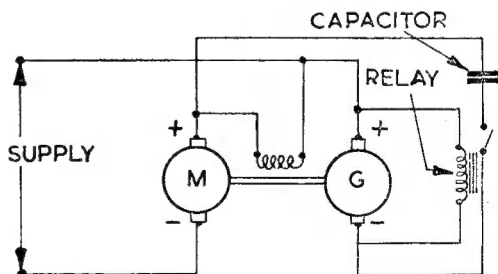 CAPACITOR
RELAY
+ +
SUPPLY
M G
- -